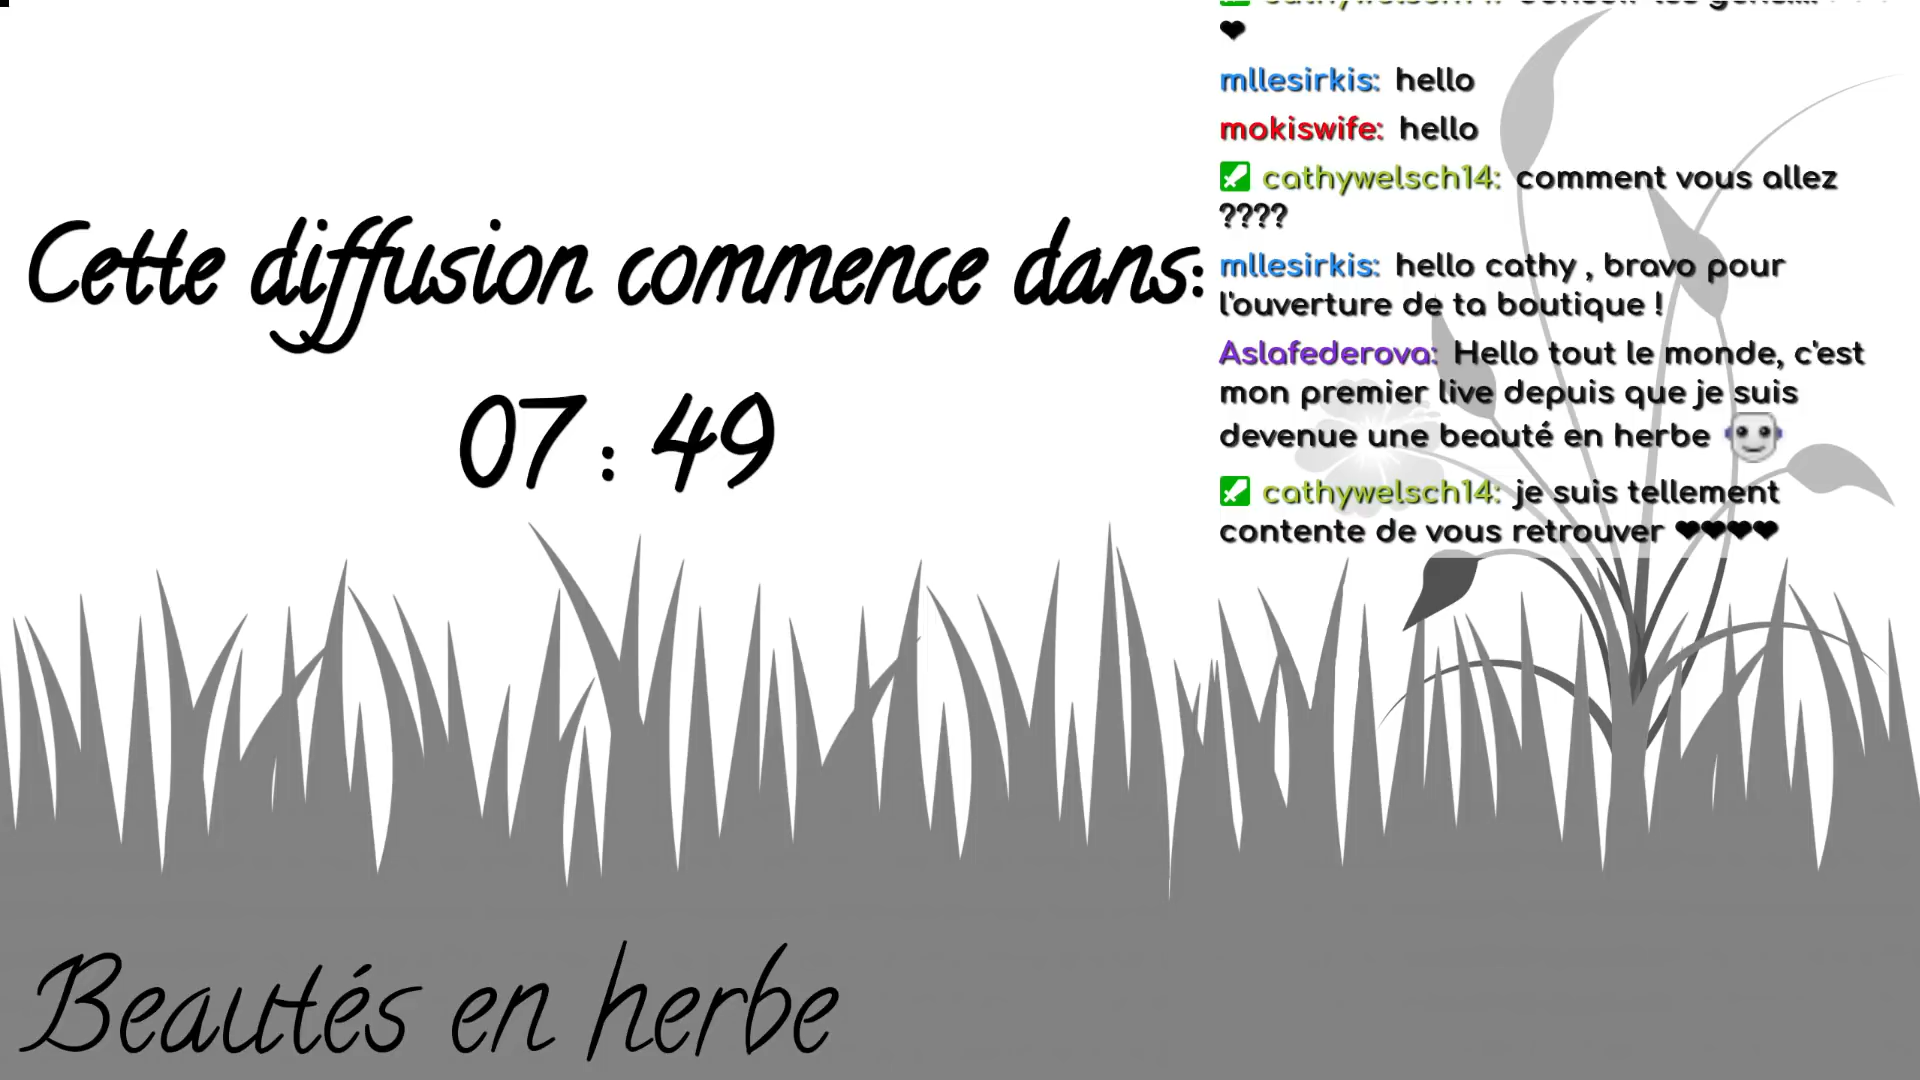 ❤
mllesirkis: hello
mokiswife: hello
cathywelsch14: comment vous allez
????
mllesirkis: hello cathy , bravo pour
l'ouverture de ta boutique !
Aslafederova: Hello tout le monde, c'est
mon premier live depuis que je suis
devenue une beauté en herbe
cathywelsch14: je suis tellement
contente de vous retrouver ❤❤❤❤
Cette diffusion commence dans:
07 : 49
Beautés en herbe